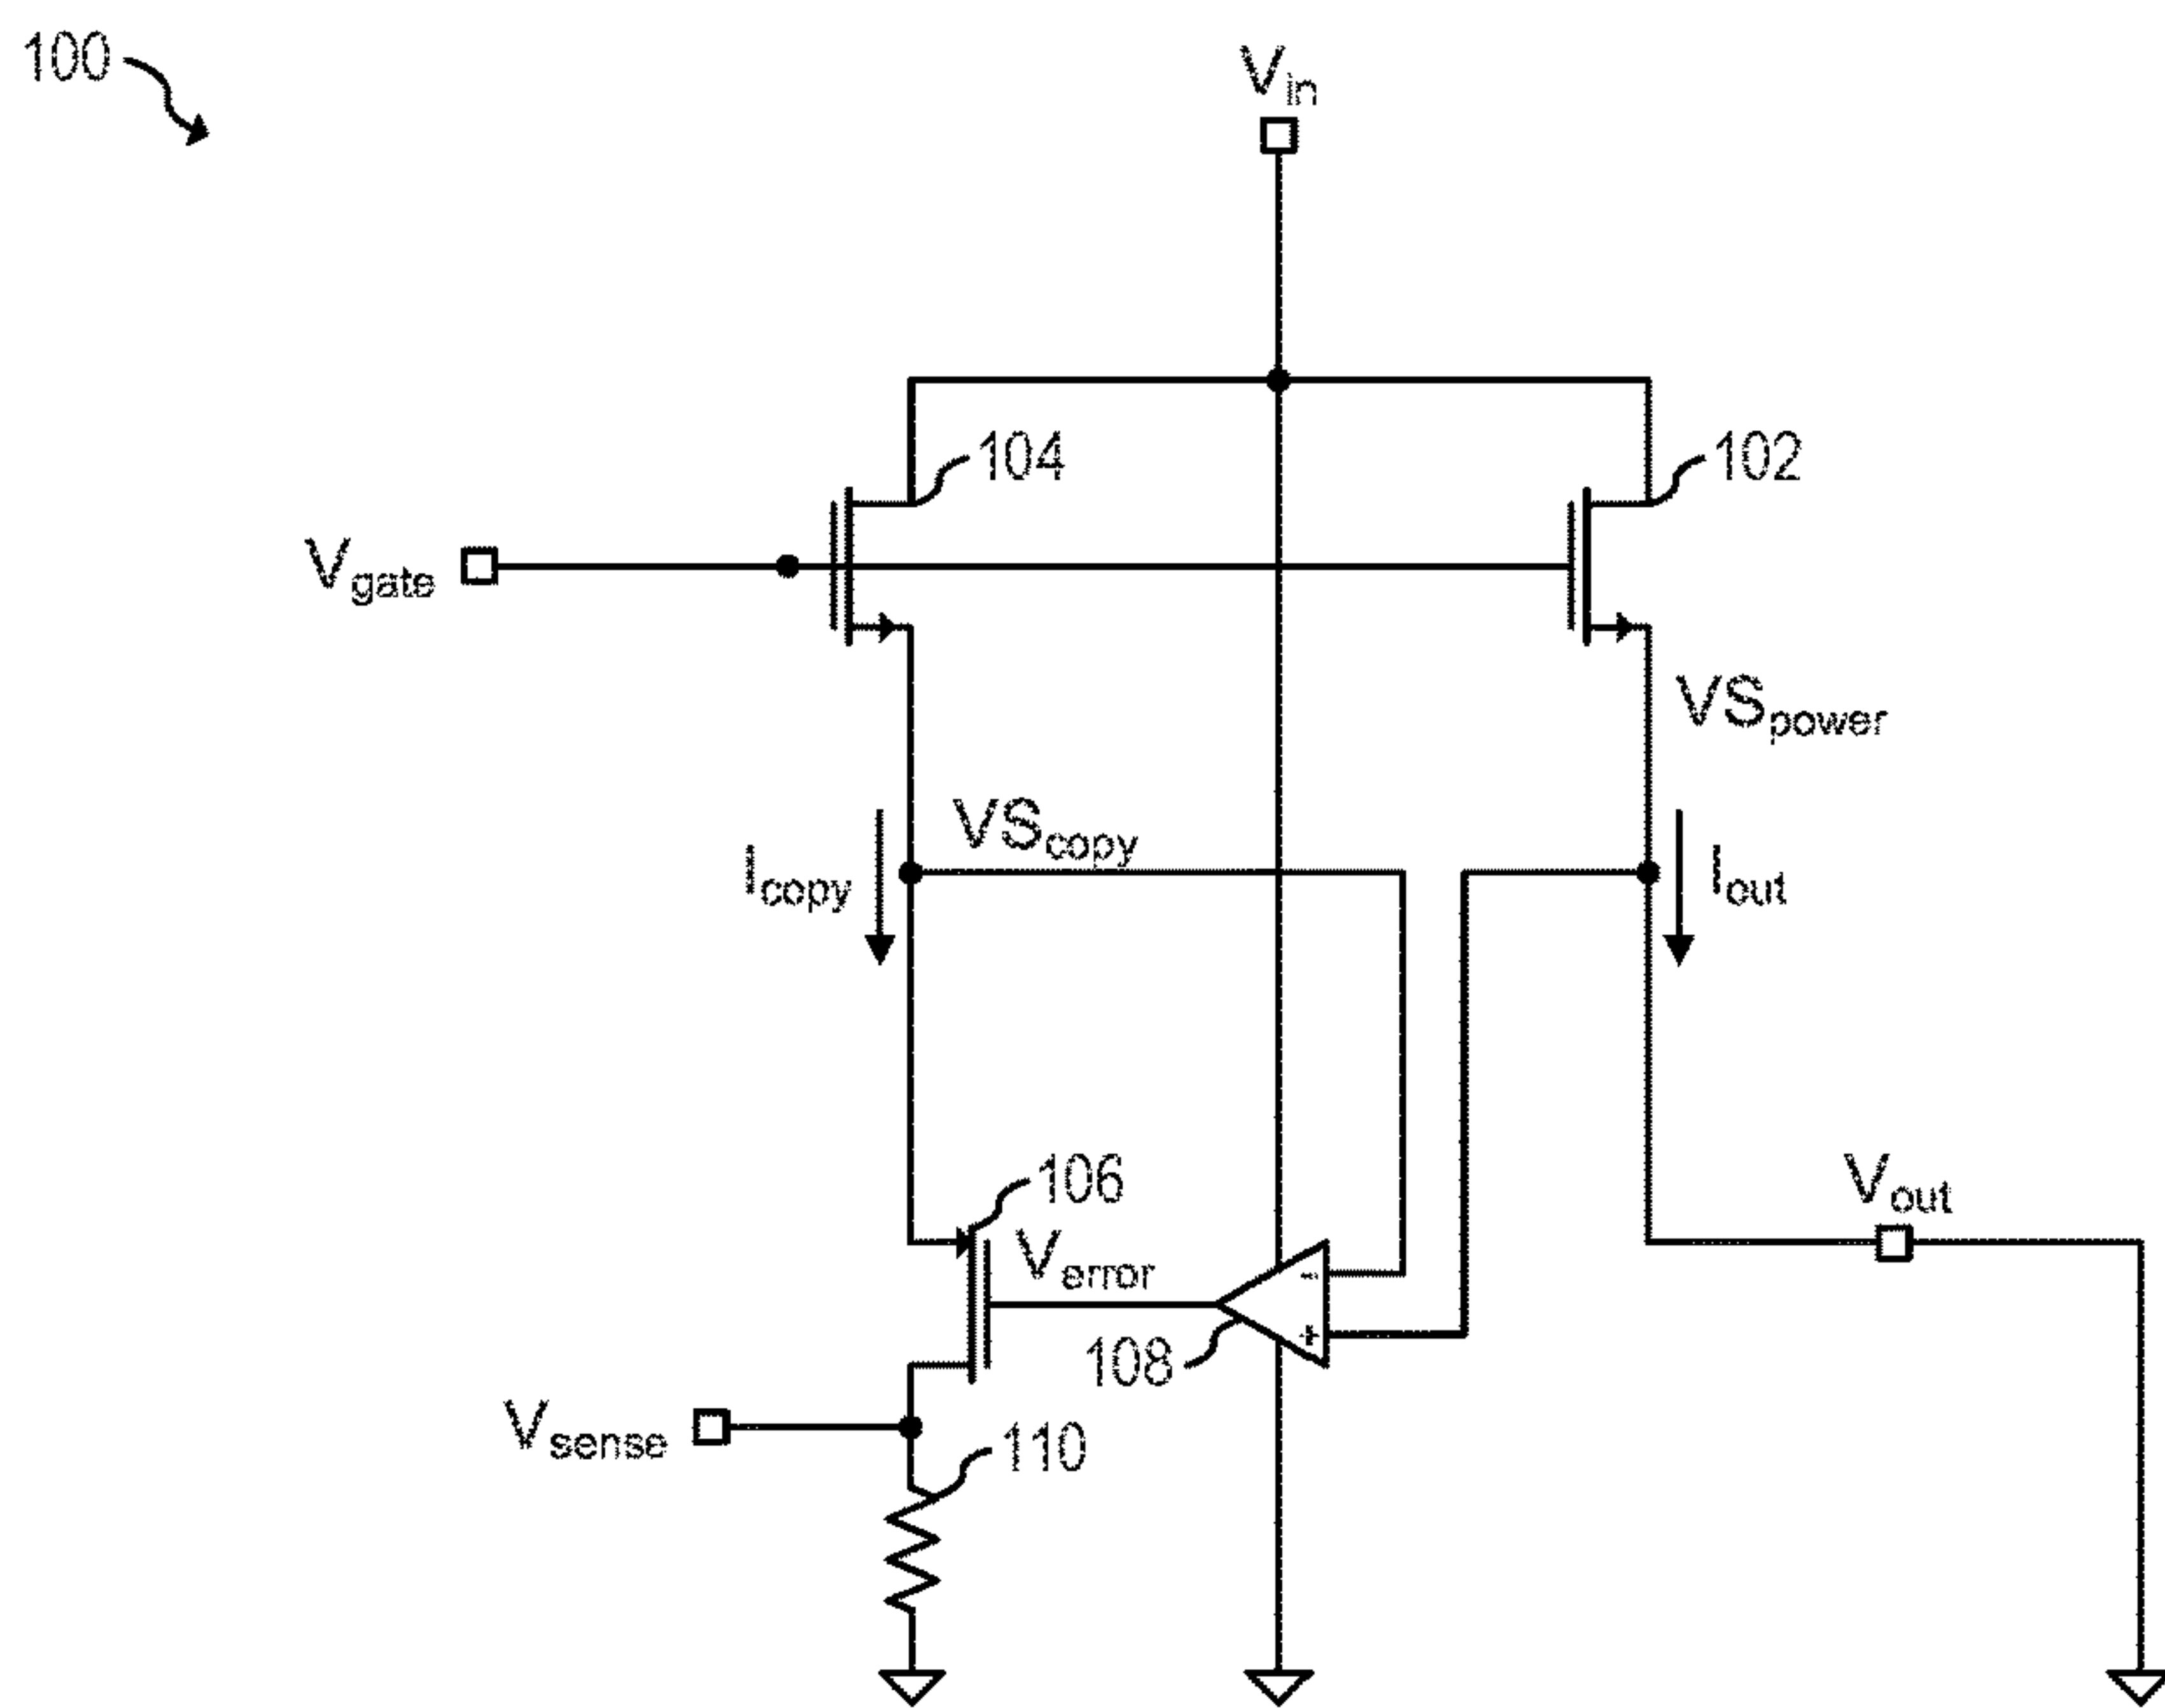 100
Vin
104
102
Vgate
VSpower
VScopy
Icopy
Iout
106
Vout
Verror
-
+
108
Vsense
110